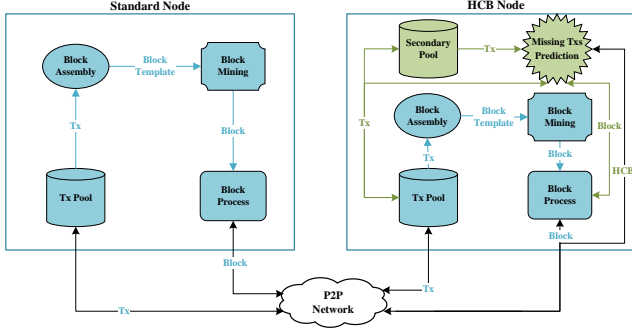 Standard Node
HCB Node
Block
Assembly
Block
Template
Block
Mining
Tx
Block
Tx Pool
Block
Process
Secondary
Pool
Tx
Missing Txs
Prediction
Block
Assembly
Block
Template
Block
Mining
Tx
Block
Tx
Block
HCB
Tx Pool
Block
Process
Block
Block
P2P
Network
Tx
Tx